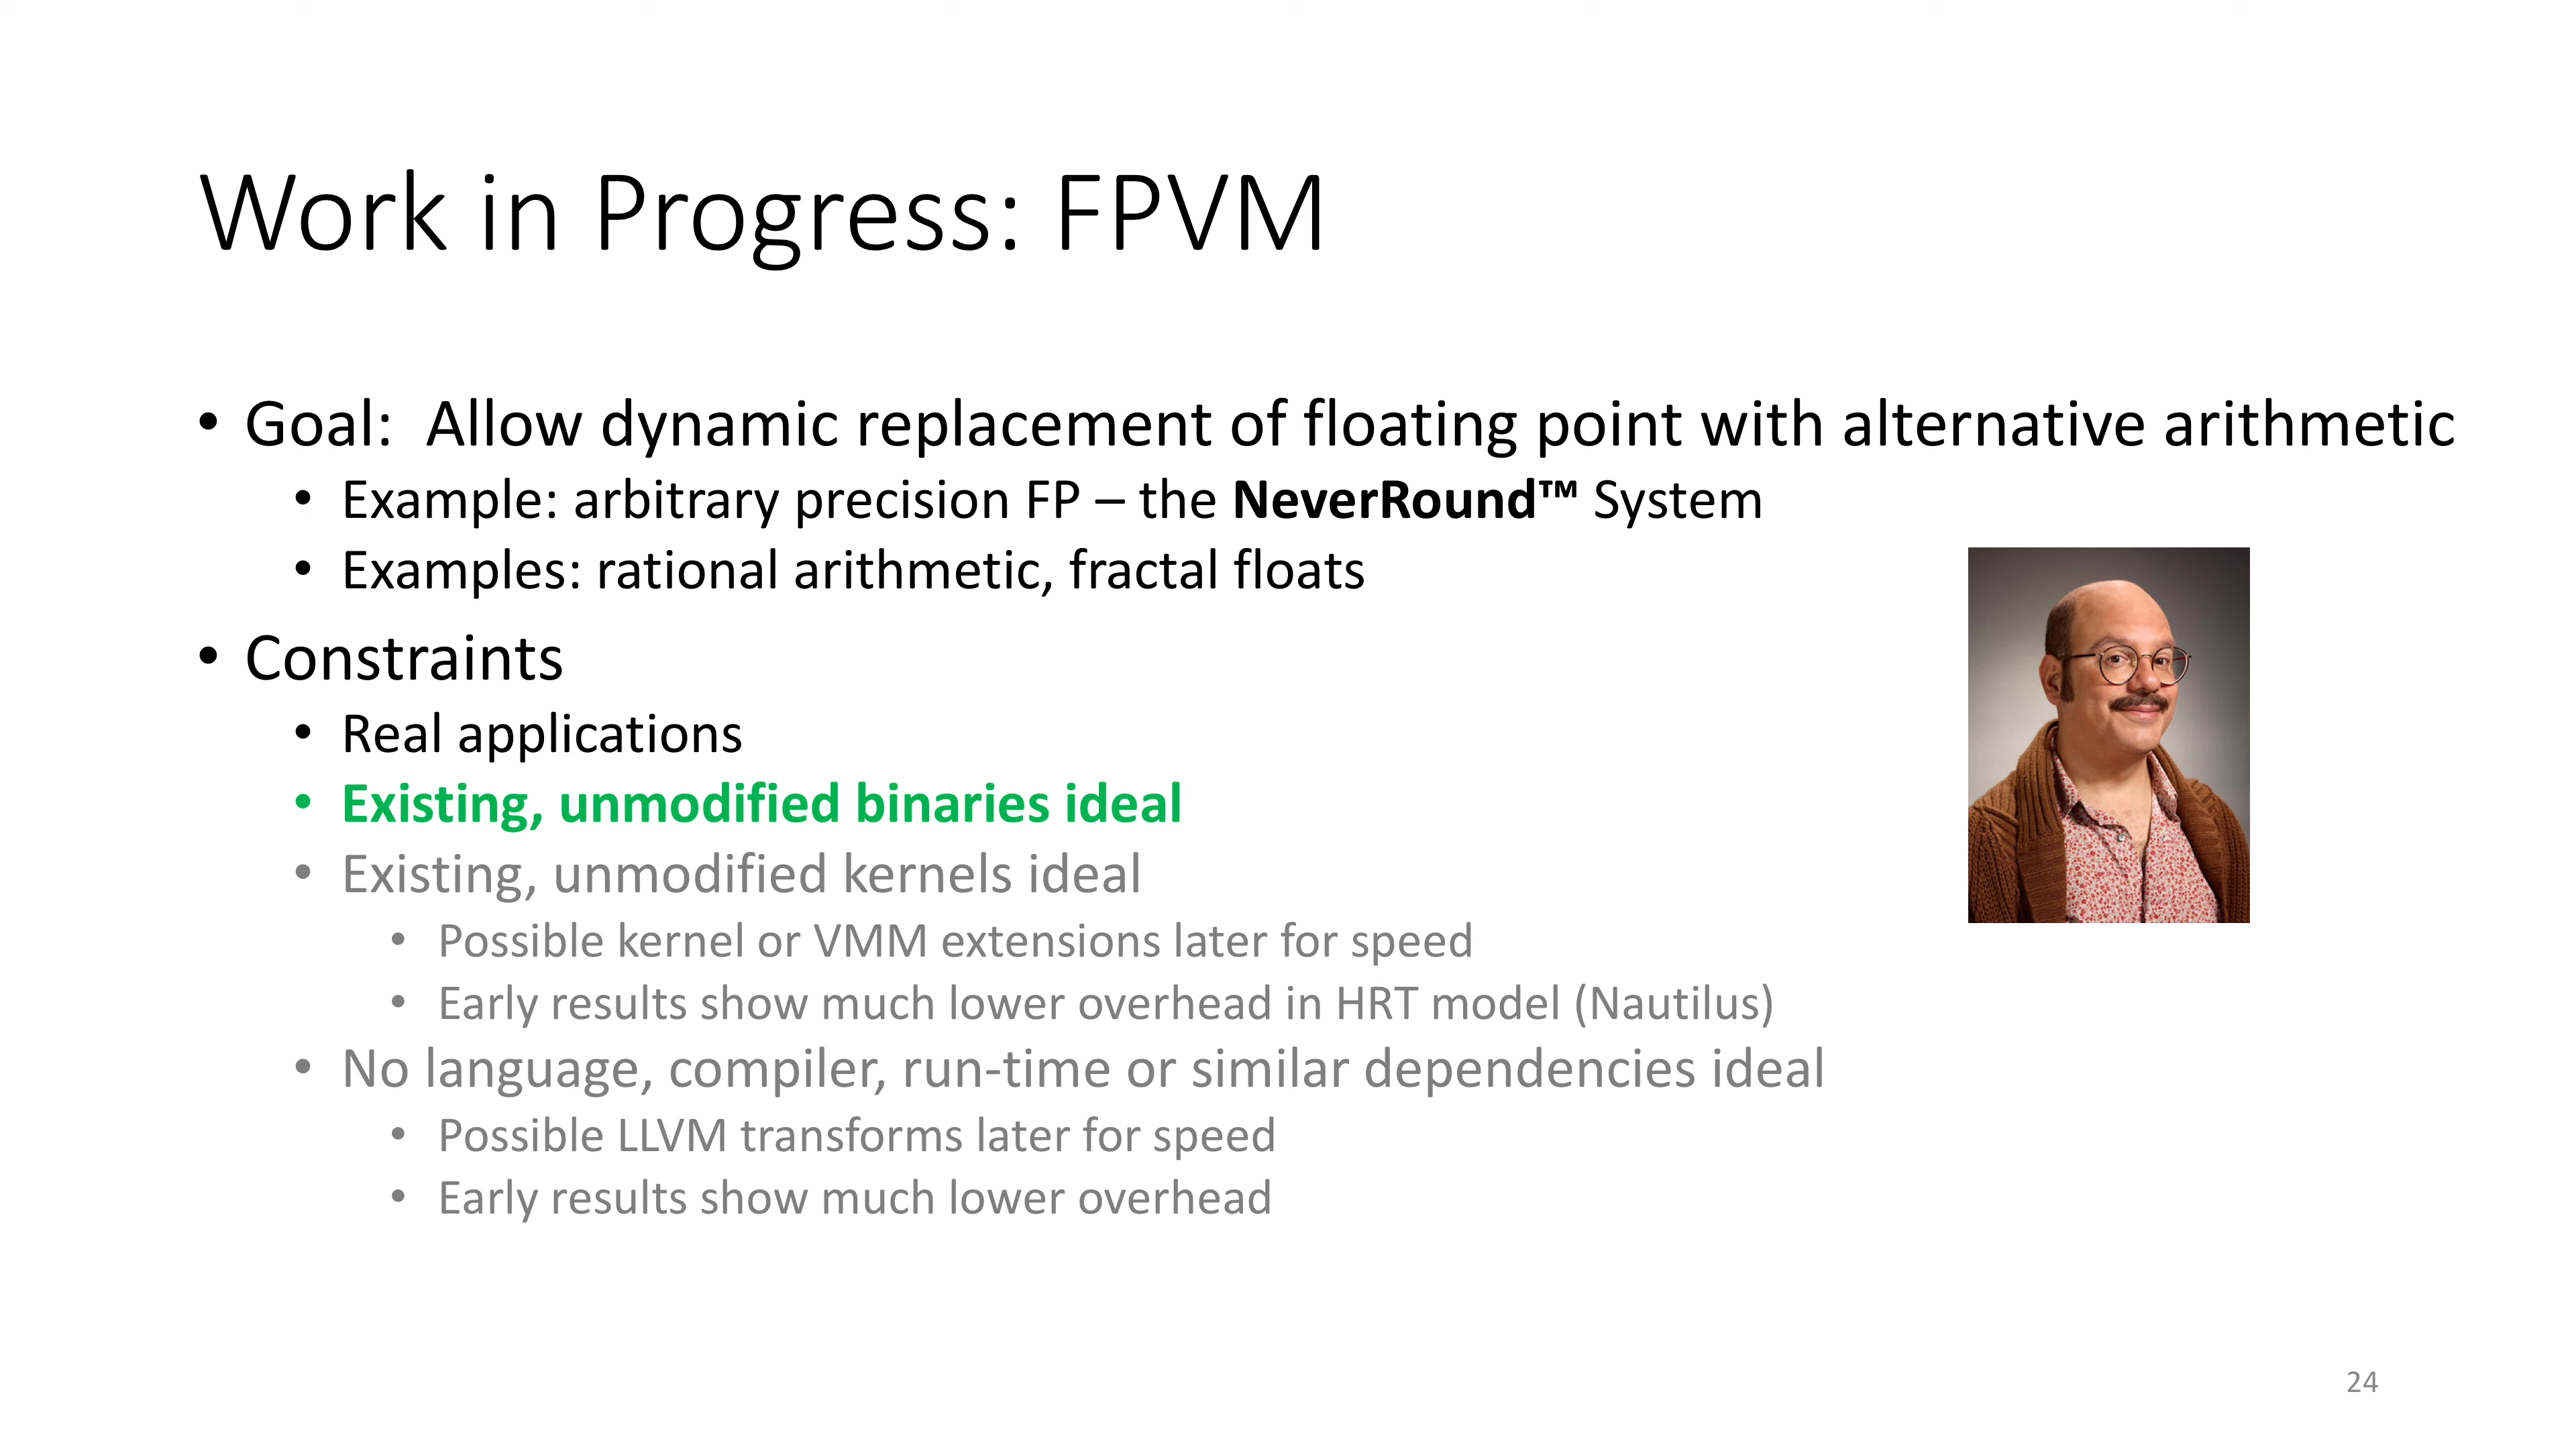 Work in Progress: FPVM
• Goal:  Allow dynamic replacement of floating point with alternative arithmetic
• Example: arbitrary precision FP – the NeverRound™ System
• Examples: rational arithmetic, fractal floats
• Constraints
• Real applications
• Existing, unmodified binaries ideal
• Existing, unmodified kernels ideal
• Possible kernel or VMM extensions later for speed
• Early results show much lower overhead in HRT model (Nautilus)
• No language, compiler, run-time or similar dependencies ideal
• Possible LLVM transforms later for speed
• Early results show much lower overhead
24